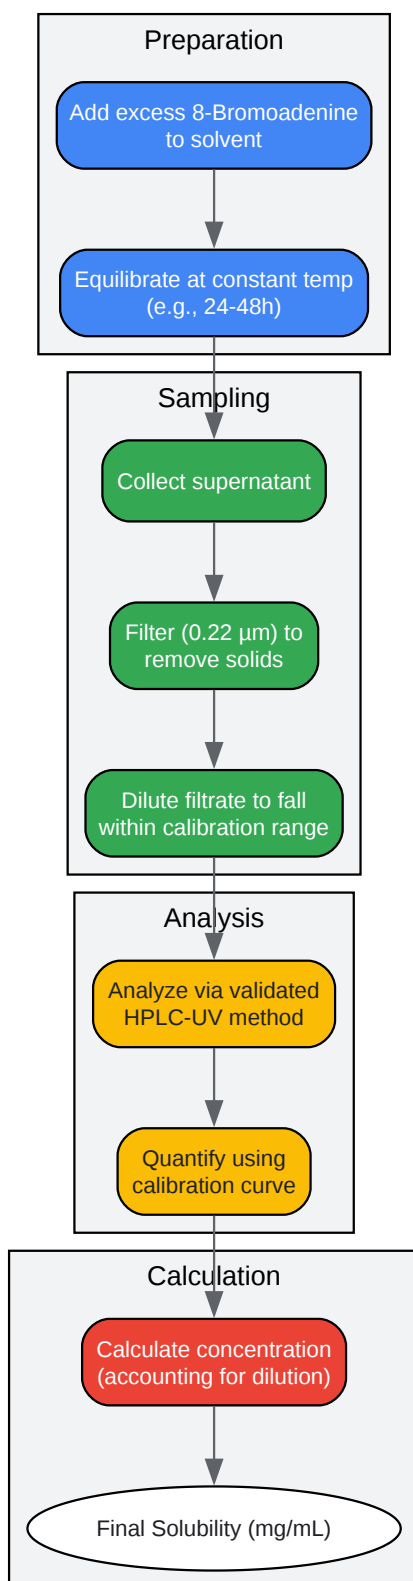 Preparation
Add excess 8-Bromoadenine
to solvent
Equilibrate at constant temp
(e.g., 24-48h)
Sampling
Collect supernatant
Filter (0.22 µm) to
remove solids
Dilute filtrate to fall
within calibration range
Analysis
Analyze via validated
HPLC-UV method
Quantify using
calibration curve
Calculation
Calculate concentration
(accounting for dilution)
Final Solubility (mg/mL)